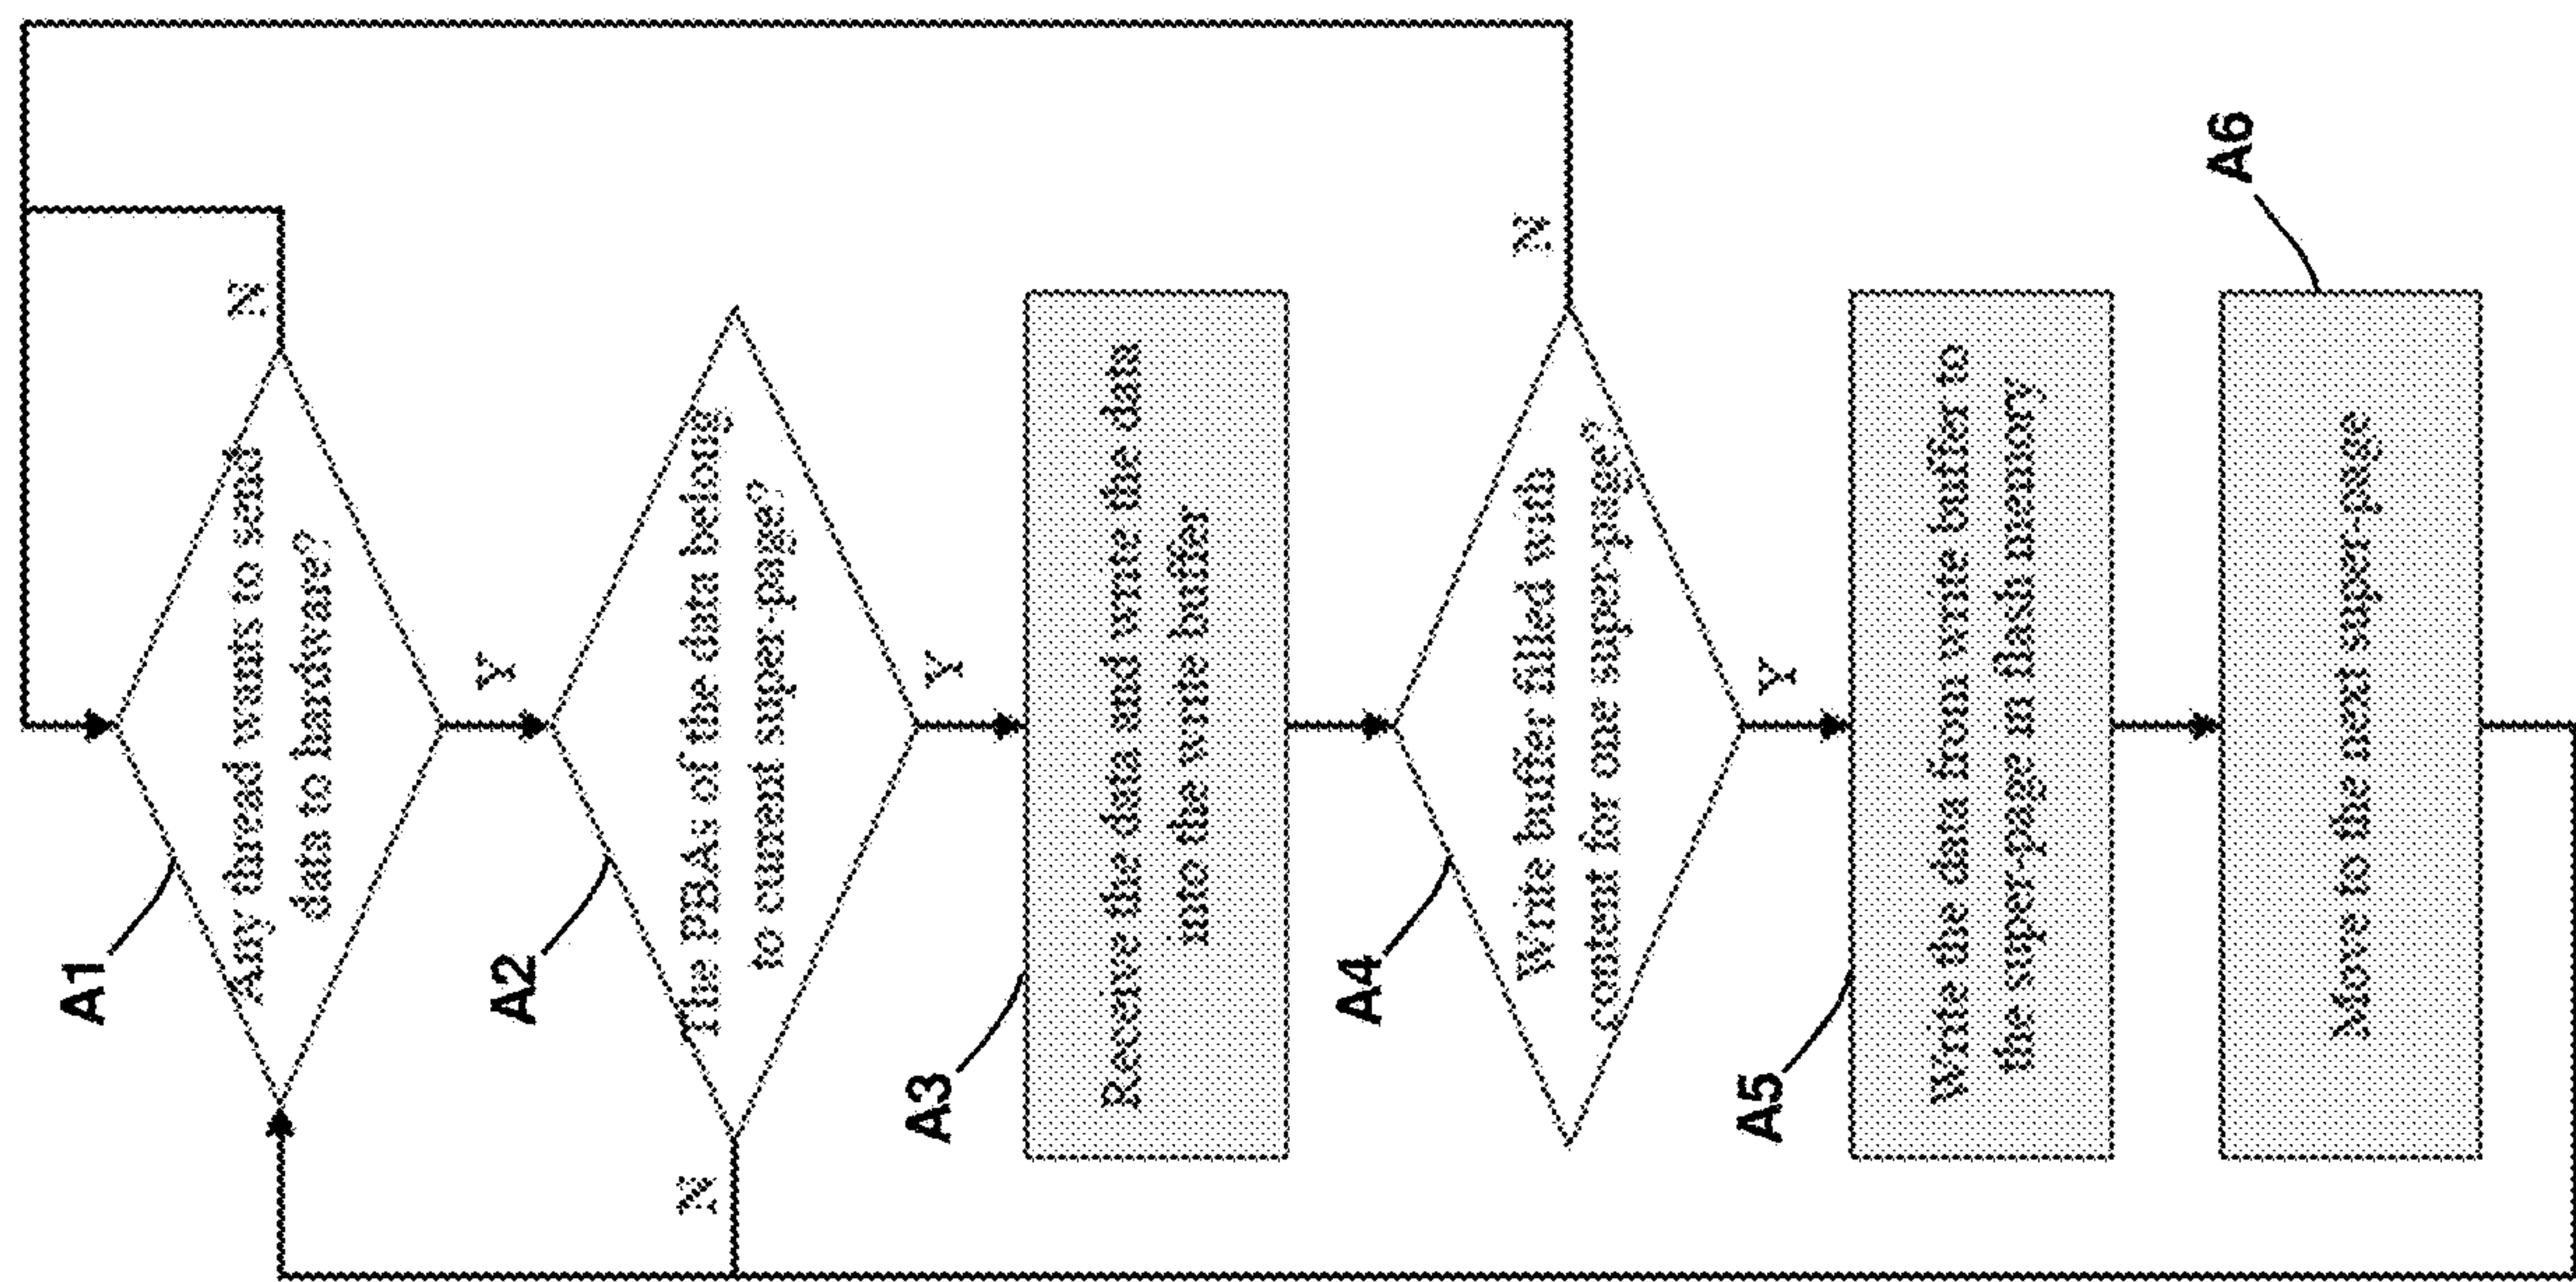 A1
Any thread wants to send
data to hardware?
N
Y
A2
The PBAs of the data belong
to current super-page?
N
Y
A3
Receive the data and write the data
into the write buffer
A4
Write buffer filled with
content for one super-page?
N
Y
A5
Write the data from write buffer to
the super-page in flash memory
A6
Move to the next super-page